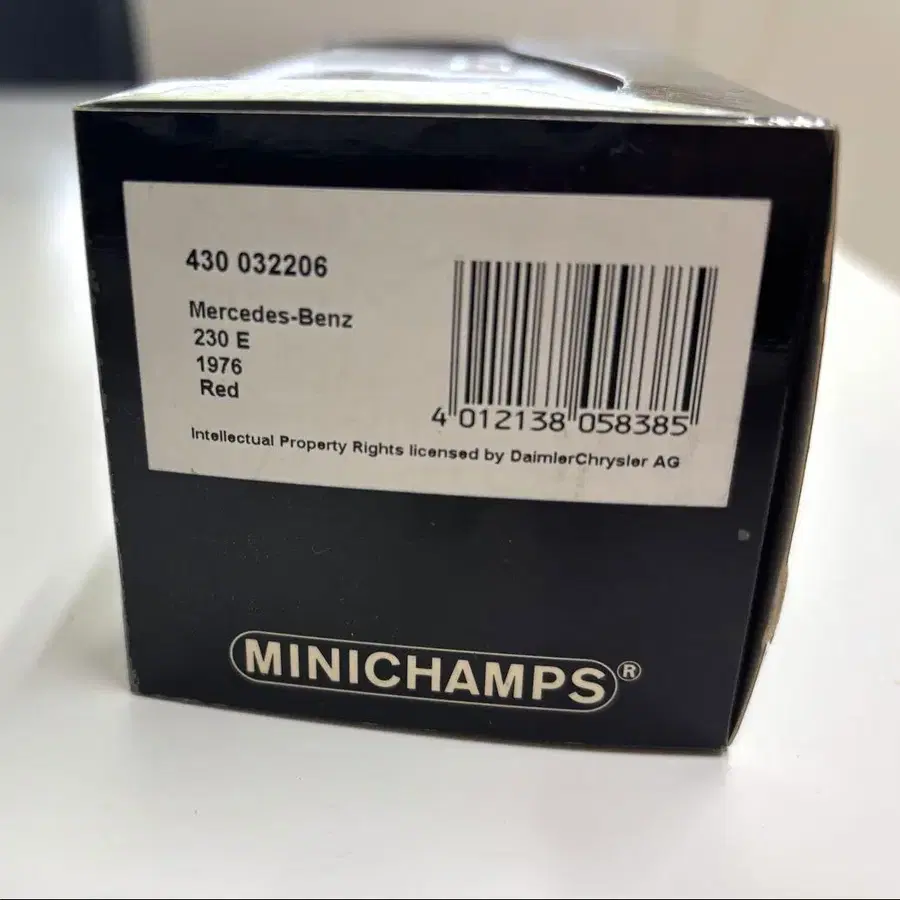 430 032206
Mercedes-Benz
230 E
1976
Red
4 012138 058385
Intellectual Property Rights licensed by DaimlerChrysler AG
MINICHAMPS®